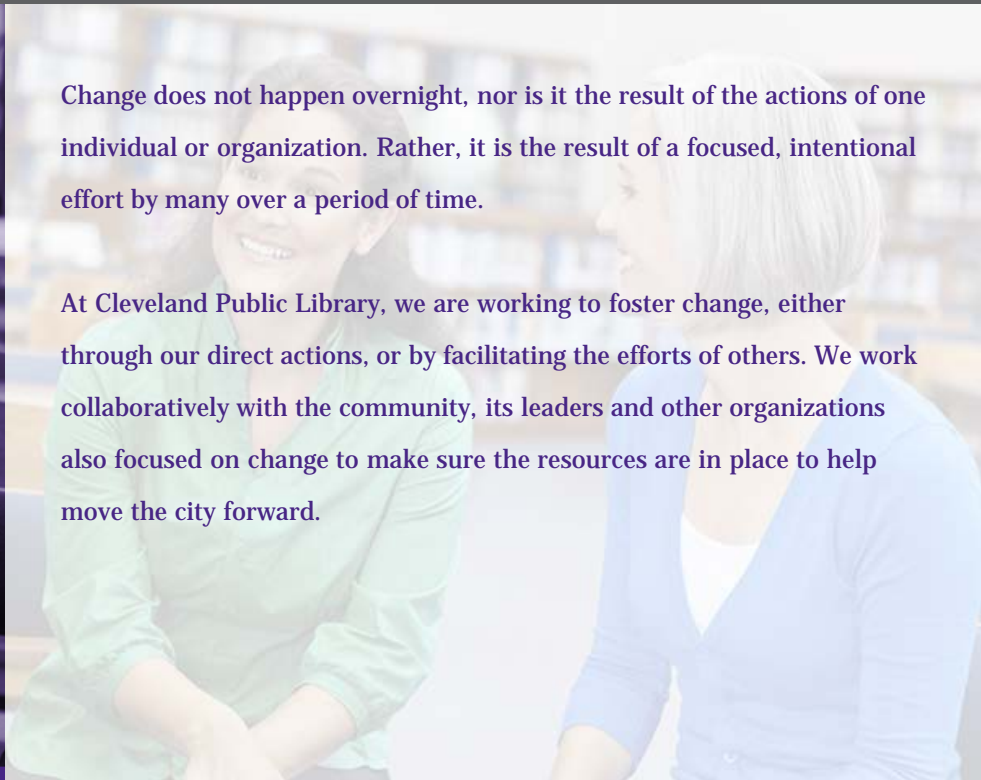 Change does not happen overnight, nor is it the result of the actions of one
individual or organization. Rather, it is the result of a focused, intentional
effort by many over a period of time.
At Cleveland Public Library, we are working to foster change, either
through our direct actions, or by facilitating the efforts of others. We work
collaboratively with the community, its leaders and other organizations
also focused on change to make sure the resources are in place to help
move the city forward.